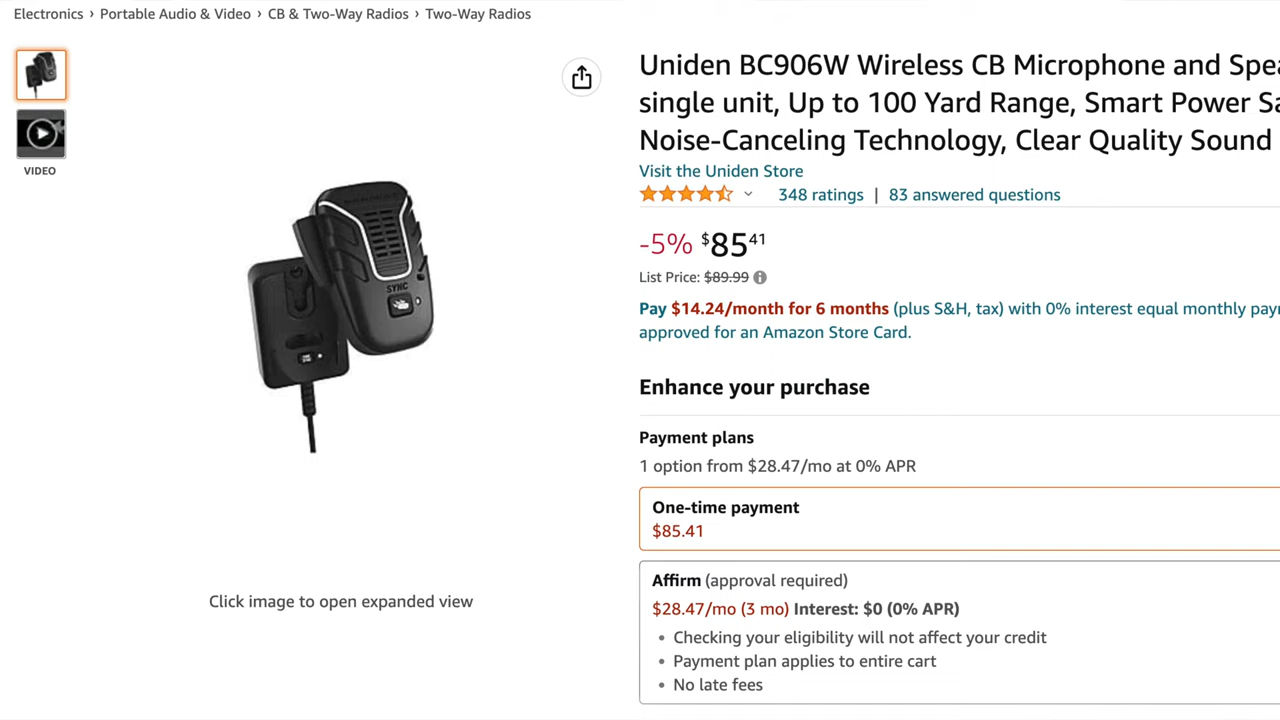 Electronics › Portable Audio & Video › CB & Two-Way Radios › Two-Way Radios
VIDEO
SYNC
Click image to open expanded view
Uniden BC906W Wireless CB Microphone and Spea
single unit, Up to 100 Yard Range, Smart Power Sa
Noise-Canceling Technology, Clear Quality Sound
Visit the Uniden Store
348 ratings | 83 answered questions
-5% $8541
List Price: $89.99
Pay $14.24/month for 6 months (plus S&H, tax) with 0% interest equal monthly pay
approved for an Amazon Store Card.
Enhance your purchase
Payment plans
1 option from $28.47/mo at 0% APR
One-time payment
$85.41
Affirm (approval required)
$28.47/mo (3 mo) Interest: $0 (0% APR)
• Checking your eligibility will not affect your credit
• Payment plan applies to entire cart
• No late fees